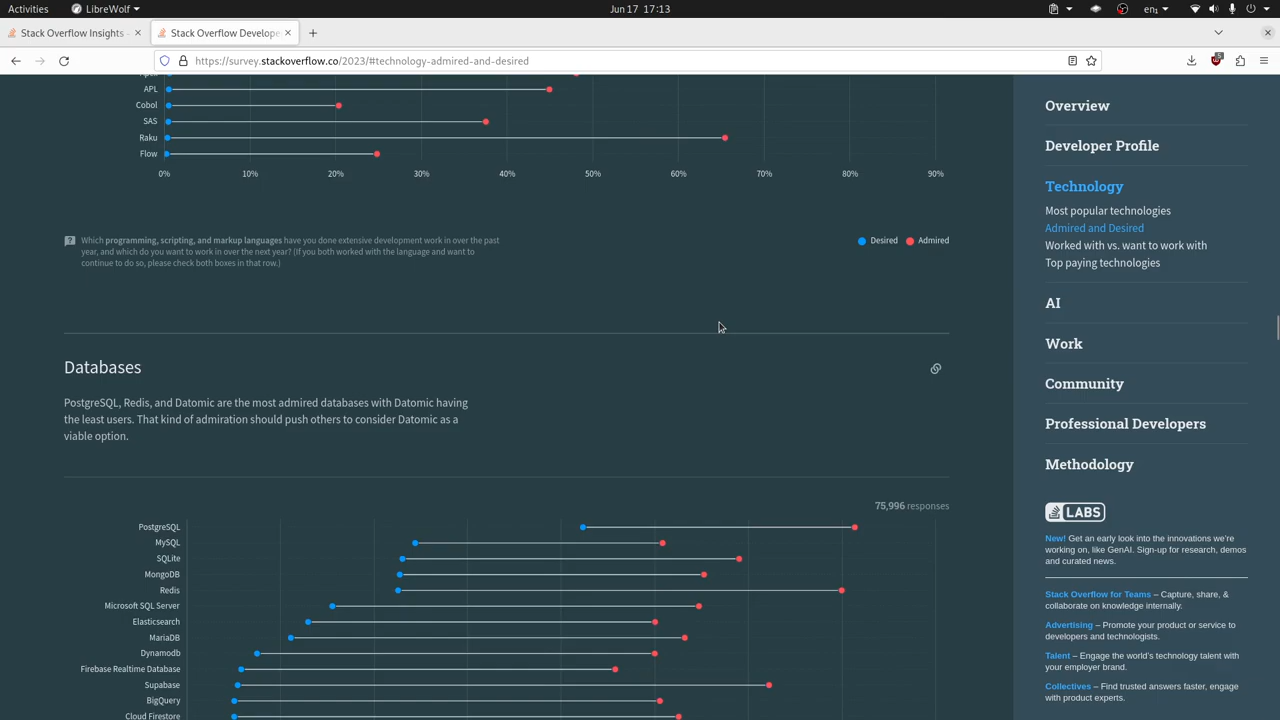 Activities
LibreWolf
Jun 17 17:13
en₁
Stack Overflow Insights -
Stack Overflow Develope
https://survey.stackoverflow.co/2023/#technology-admired-and-desired
5
APL
Cobol
SAS
Raku
Flow
0% 10% 20% 30% 40% 50% 60% 70% 80% 90%
Which programming, scripting, and markup languages have you done extensive development work in over the past
year, and which do you want to work in over the next year? (If you both worked with the language and want to
continue to do so, please check both boxes in that row.)
Desired Admired
Databases
PostgreSQL, Redis, and Datomic are the most admired databases with Datomic having
the least users. That kind of admiration should push others to consider Datomic as a
viable option.
75,996 responses
PostgreSQL
MySQL
SQLite
MongoDB
Redis
Microsoft SQL Server
Elasticsearch
MariaDB
Dynamodb
Firebase Realtime Database
Supabase
BigQuery
Cloud Firestore
Overview
Developer Profile
Technology
Most popular technologies
Admired and Desired
Worked with vs. want to work with
Top paying technologies
AI
Work
Community
Professional Developers
Methodology
LABS
New! Get an early look into the innovations we're
working on, like GenAI. Sign-up for research, demos
and curated news.
Stack Overflow for Teams – Capture, share, &
collaborate on knowledge internally.
Advertising – Promote your product or service to
developers and technologists.
Talent – Engage the world's technology talent with
your employer brand.
Collectives – Find trusted answers faster, engage
with product experts.